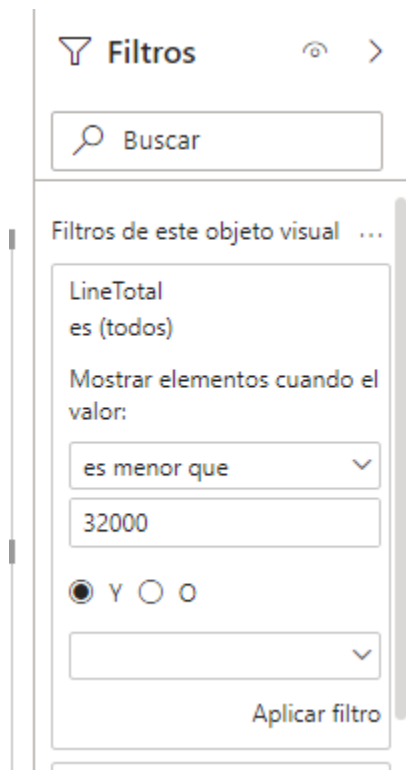 Filtros
Buscar
Filtros de este objeto visual ...
LineTotal
es (todos)
Mostrar elementos cuando el
valor:
es menor que
32000
Y O
Aplicar filtro